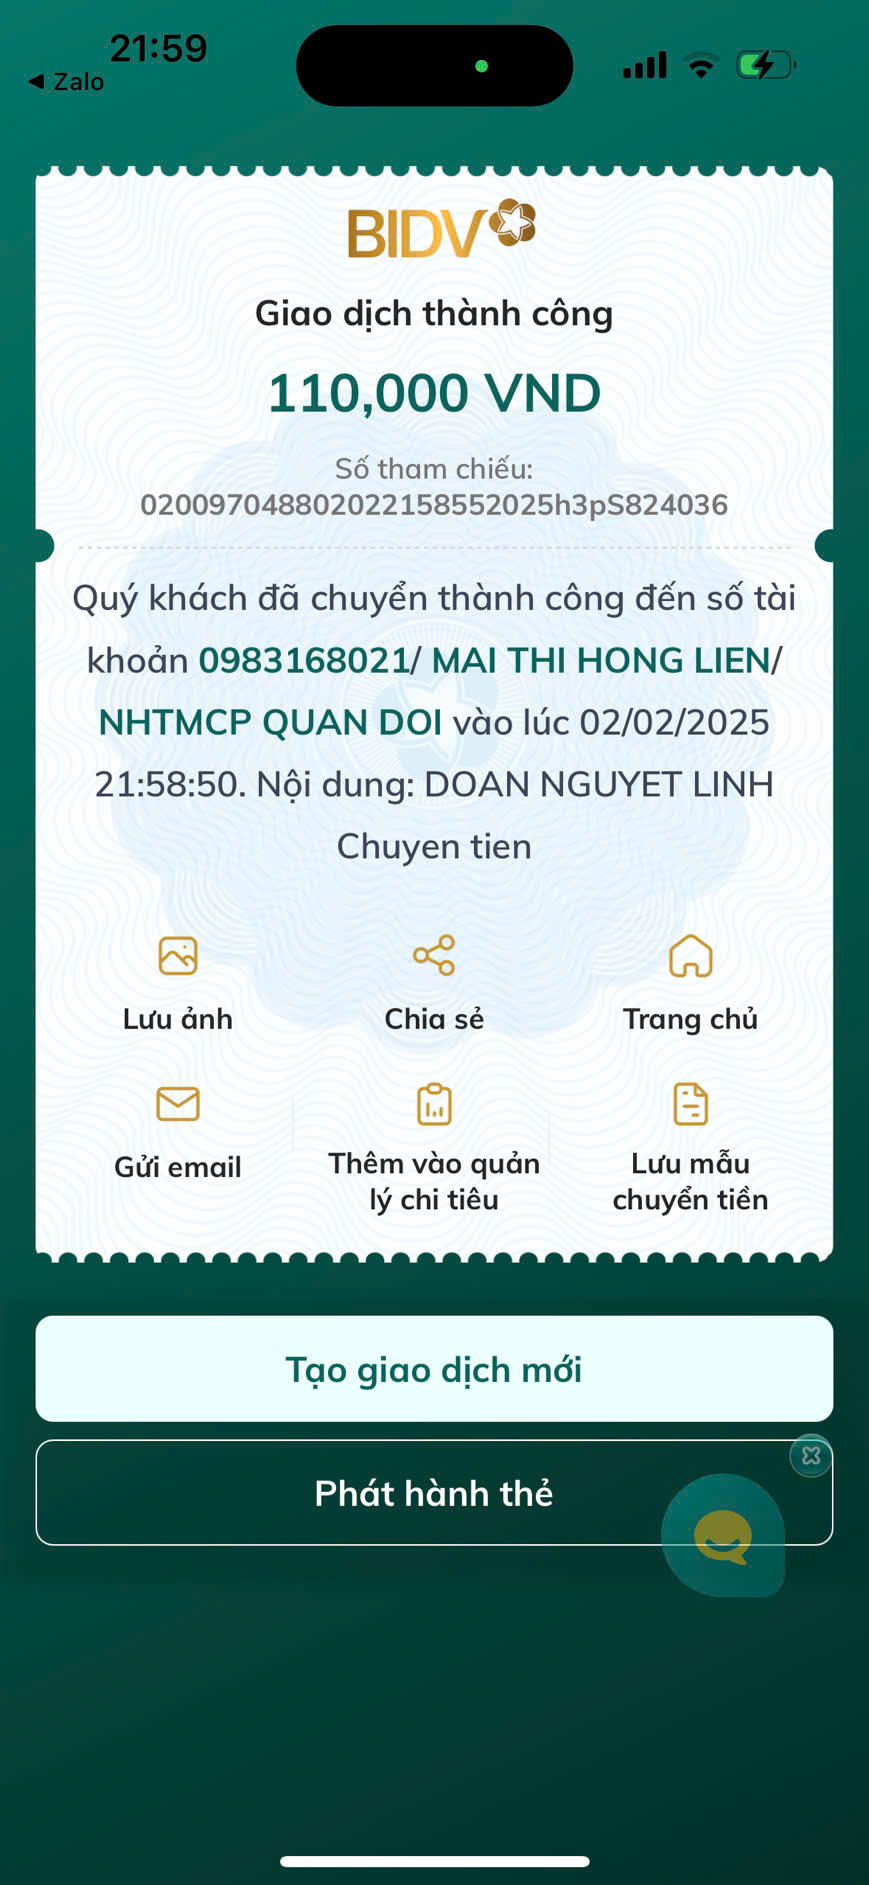 21:59
◀ Zalo
BIDV
Giao dịch thành công
110,000 VND
Số tham chiếu:
020097048802022158552025h3pS824036
Quý khách đã chuyển thành công đến số tài
khoản 0983168021/ MAI THI HONG LIEN/
NHTMCP QUAN DOI vào lúc 02/02/2025
21:58:50. Nội dung: DOAN NGUYET LINH
Chuyen tien
Lưu ảnh
Chia sẻ
Trang chủ
Gửi email
Thêm vào quản
lý chi tiêu
Lưu mẫu
chuyển tiền
Tạo giao dịch mới
Phát hành thẻ